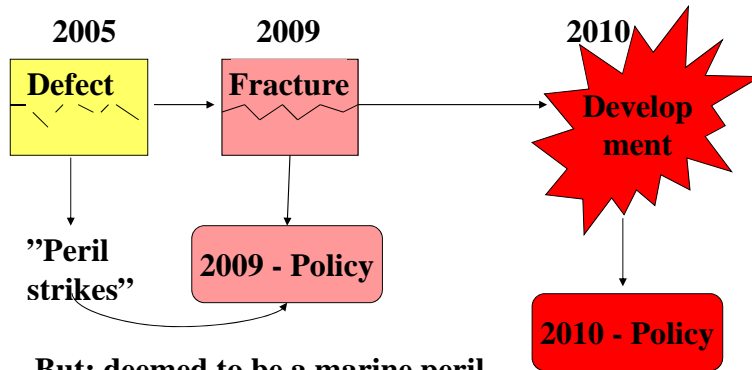 2005
2009
2010
Defect
Fracture
Develop
ment
”Peril
strikes”
2009 - Policy
2010 - Policy
But: deemed to be a marine peril